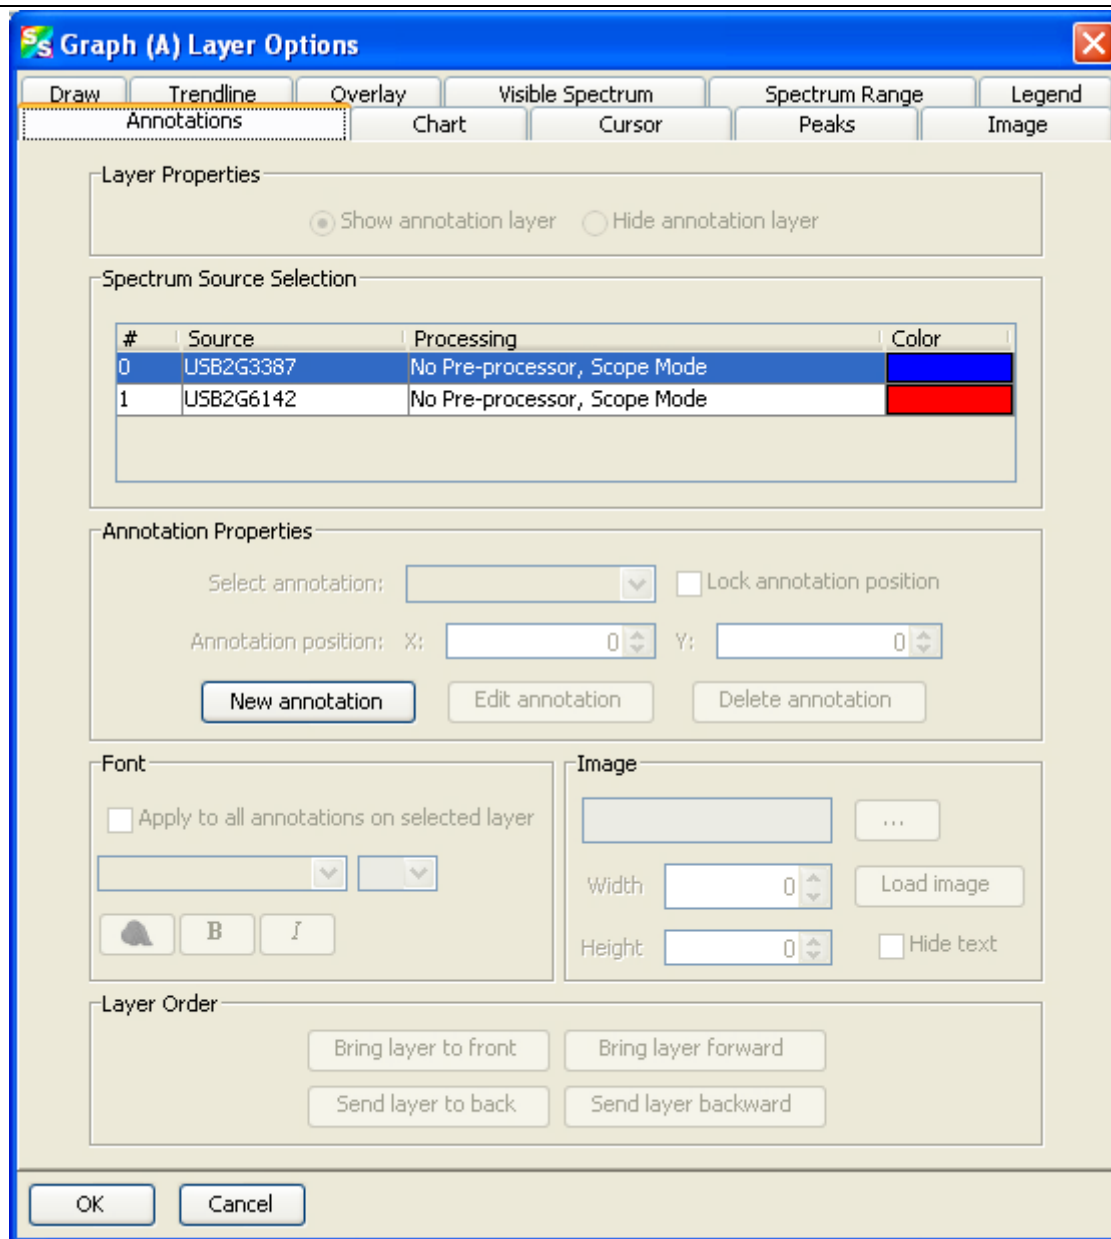 SS Graph (A) Layer Options
Draw Trendline Overlay Visible Spectrum Spectrum Range Legend
Annotations Chart Cursor Peaks Image
Layer Properties
Show annotation layer Hide annotation layer
Spectrum Source Selection
# Source Processing Color
0 USB2G3387 No Pre-processor, Scope Mode
1 USB2G6142 No Pre-processor, Scope Mode
Annotation Properties
Select annotation: Lock annotation position
Annotation position: X: 0 Y: 0
New annotation Edit annotation Delete annotation
Font
Apply to all annotations on selected layer
B I
Image
...
Width 0 Load image
Height 0 Hide text
Layer Order
Bring layer to front Bring layer forward
Send layer to back Send layer backward
OK Cancel